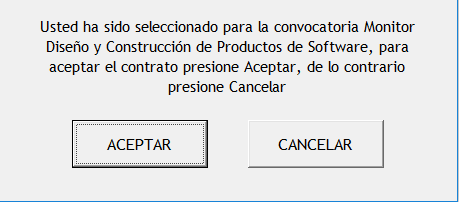 Usted ha sido seleccionado para la convocatoria Monitor
Diseño y Construcción de Productos de Software, para
aceptar el contrato presione Aceptar, de lo contrario
presione Cancelar
ACEPTAR CANCELAR